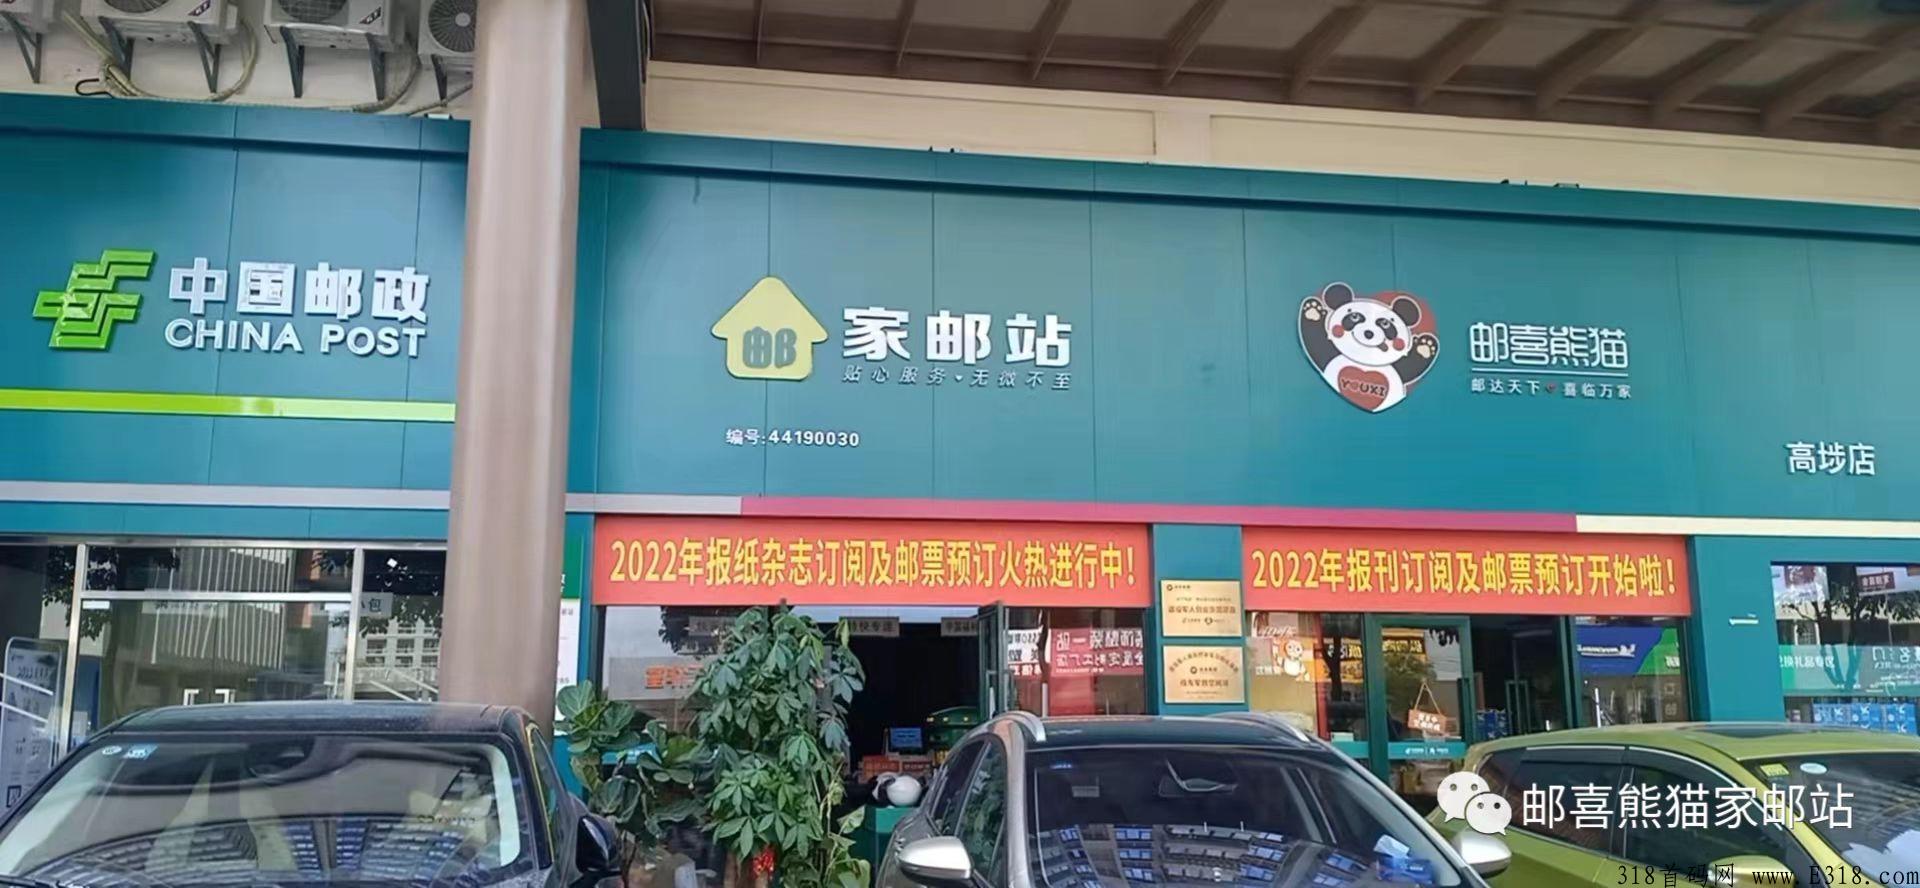 中国邮政
CHINA POST
邮
家邮站
贴心服务·无微不至
编号:44190030
YOUXI
邮喜熊猫
邮达天下 喜临万家
高埗店
2022年报纸杂志订阅及邮票预订火热进行中!
2022年报刊订阅及邮票预订开始啦!
邮喜熊猫家邮站
318首码网 www.E318.com